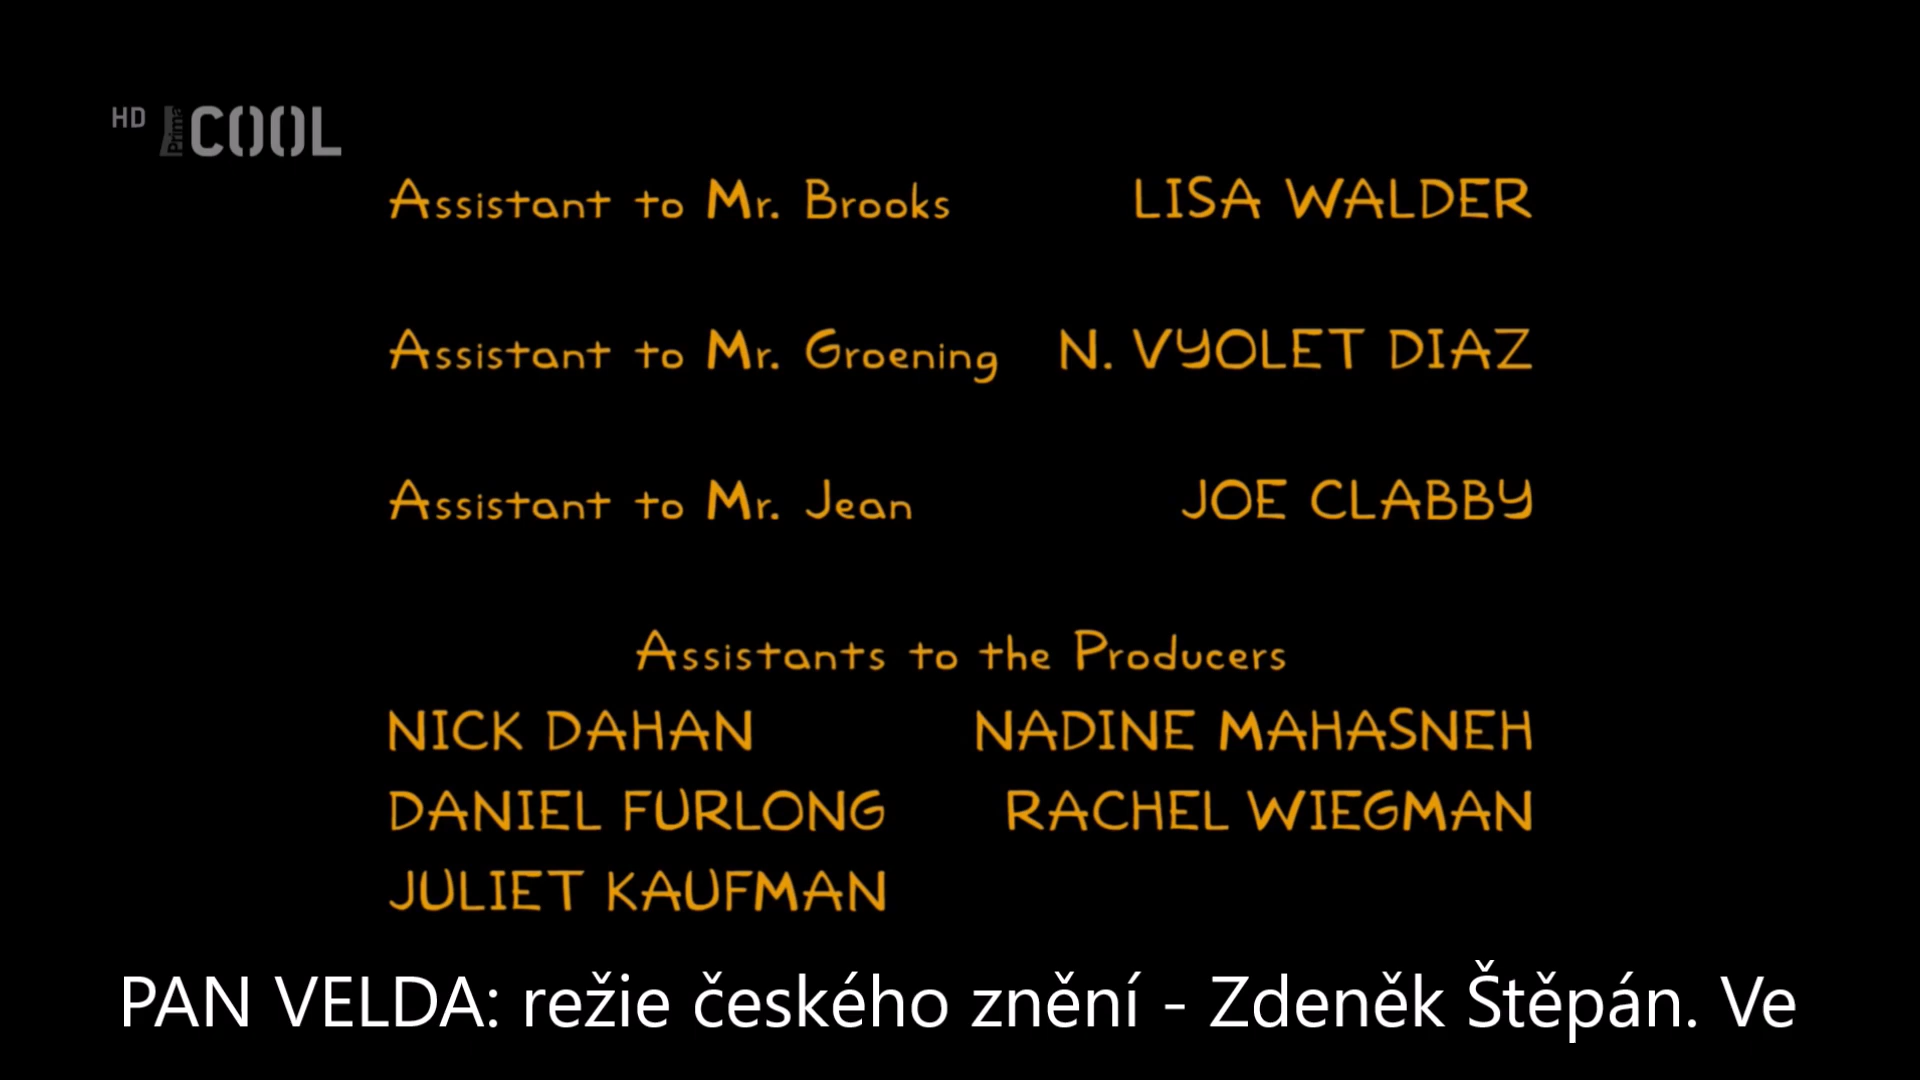 HD Prima COOL
Assistant to Mr. Brooks LISA WALDER
Assistant to Mr. Groening N. VYOLET DIAZ
Assistant to Mr. Jean JOE CLABBY
Assistants to the Producers
NICK DAHAN NADINE MAHASNEH
DANIEL FURLONG RACHEL WIEGMAN
JULIET KAUFMAN
PAN VELDA: režie českého znění - Zdeněk Štěpán. Ve